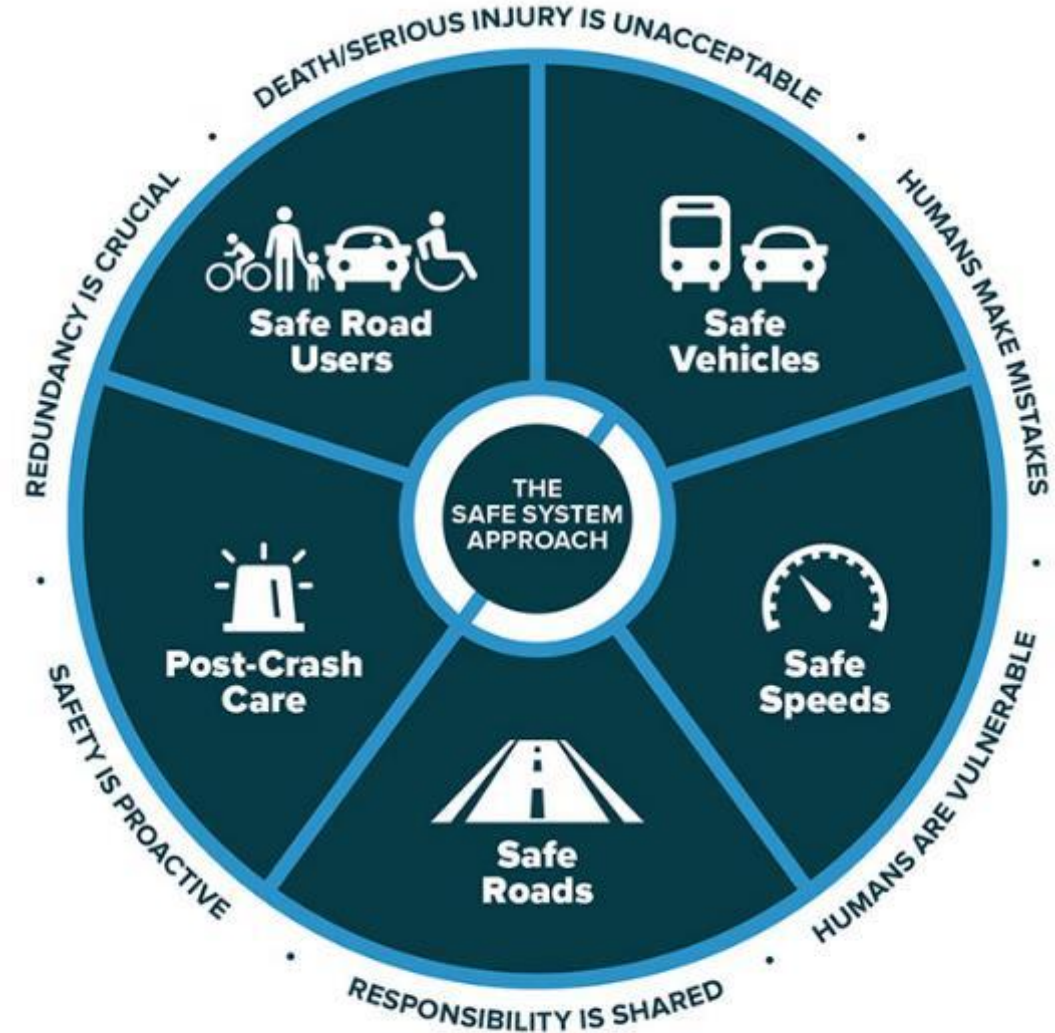 DEATH/SERIOUS INJURY IS UNACCEPTABLE
HUMANS MAKE MISTAKES
HUMANS ARE VULNERABLE
RESPONSIBILITY IS SHARED
SAFETY IS PROACTIVE
REDUNDANCY IS CRUCIAL
Safe Road
Users
Safe
Vehicles
Safe
Speeds
Safe
Roads
Post-Crash
Care
THE
SAFE SYSTEM
APPROACH